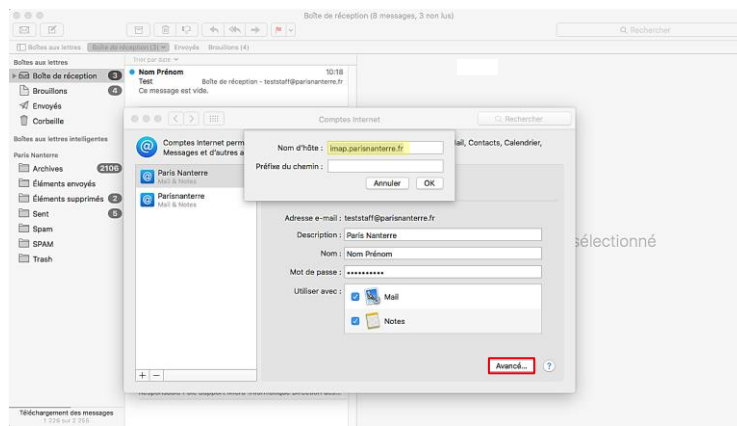 Boîte de réception (8 messages, 3 non lus)
Rechercher
Boîtes aux lettres Boîte de réception (3) Envoyés Brouillons (4)
Boîtes aux lettres
Boîte de réception 3
Brouillons 4
Envoyés
Corbeille
Boîtes aux lettres intelligentes
Paris Nanterre
Archives 2106
Éléments envoyés
Éléments supprimés 2
Sent 5
Spam
SPAM
Trash
Téléchargement des messages
1 228 sur 2 265
Trier par date
Nom Prénom 10:18
Test Boîte de réception - teststaff@parisnanterre.fr
Ce message est vide.
sélectionné
Comptes Internet
Rechercher
Comptes Internet perm
Messages et d'autres a
ail, Contacts, Calendrier,
Nom d'hôte : imap.parisnanterre.fr
Préfixe du chemin :
Annuler OK
Paris Nanterre
Mail & Notes
Parisnanterre
Mail & Notes
Adresse e-mail : teststaff@parisnanterre.fr
Description : Paris Nanterre
Nom : Nom Prénom
Mot de passe : ••••••••••
Utiliser avec : Mail
Notes
Avancé... ?
+ −